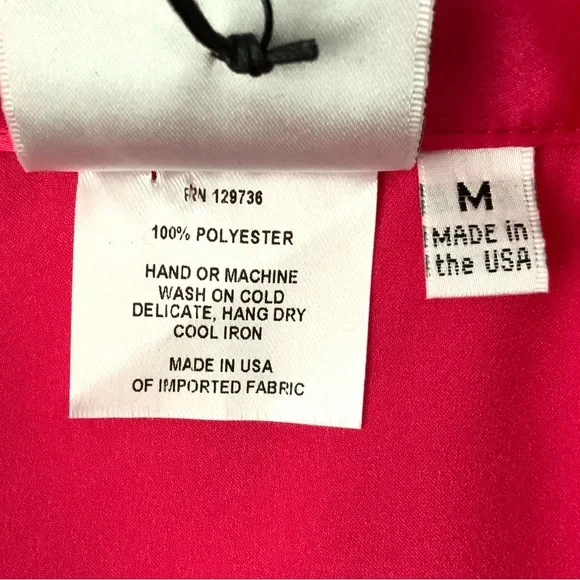 RN 129736
100% POLYESTER
HAND OR MACHINE
WASH ON COLD
DELICATE, HANG DRY
COOL IRON
MADE IN USA
OF IMPORTED FABRIC
M
MADE in
the USA